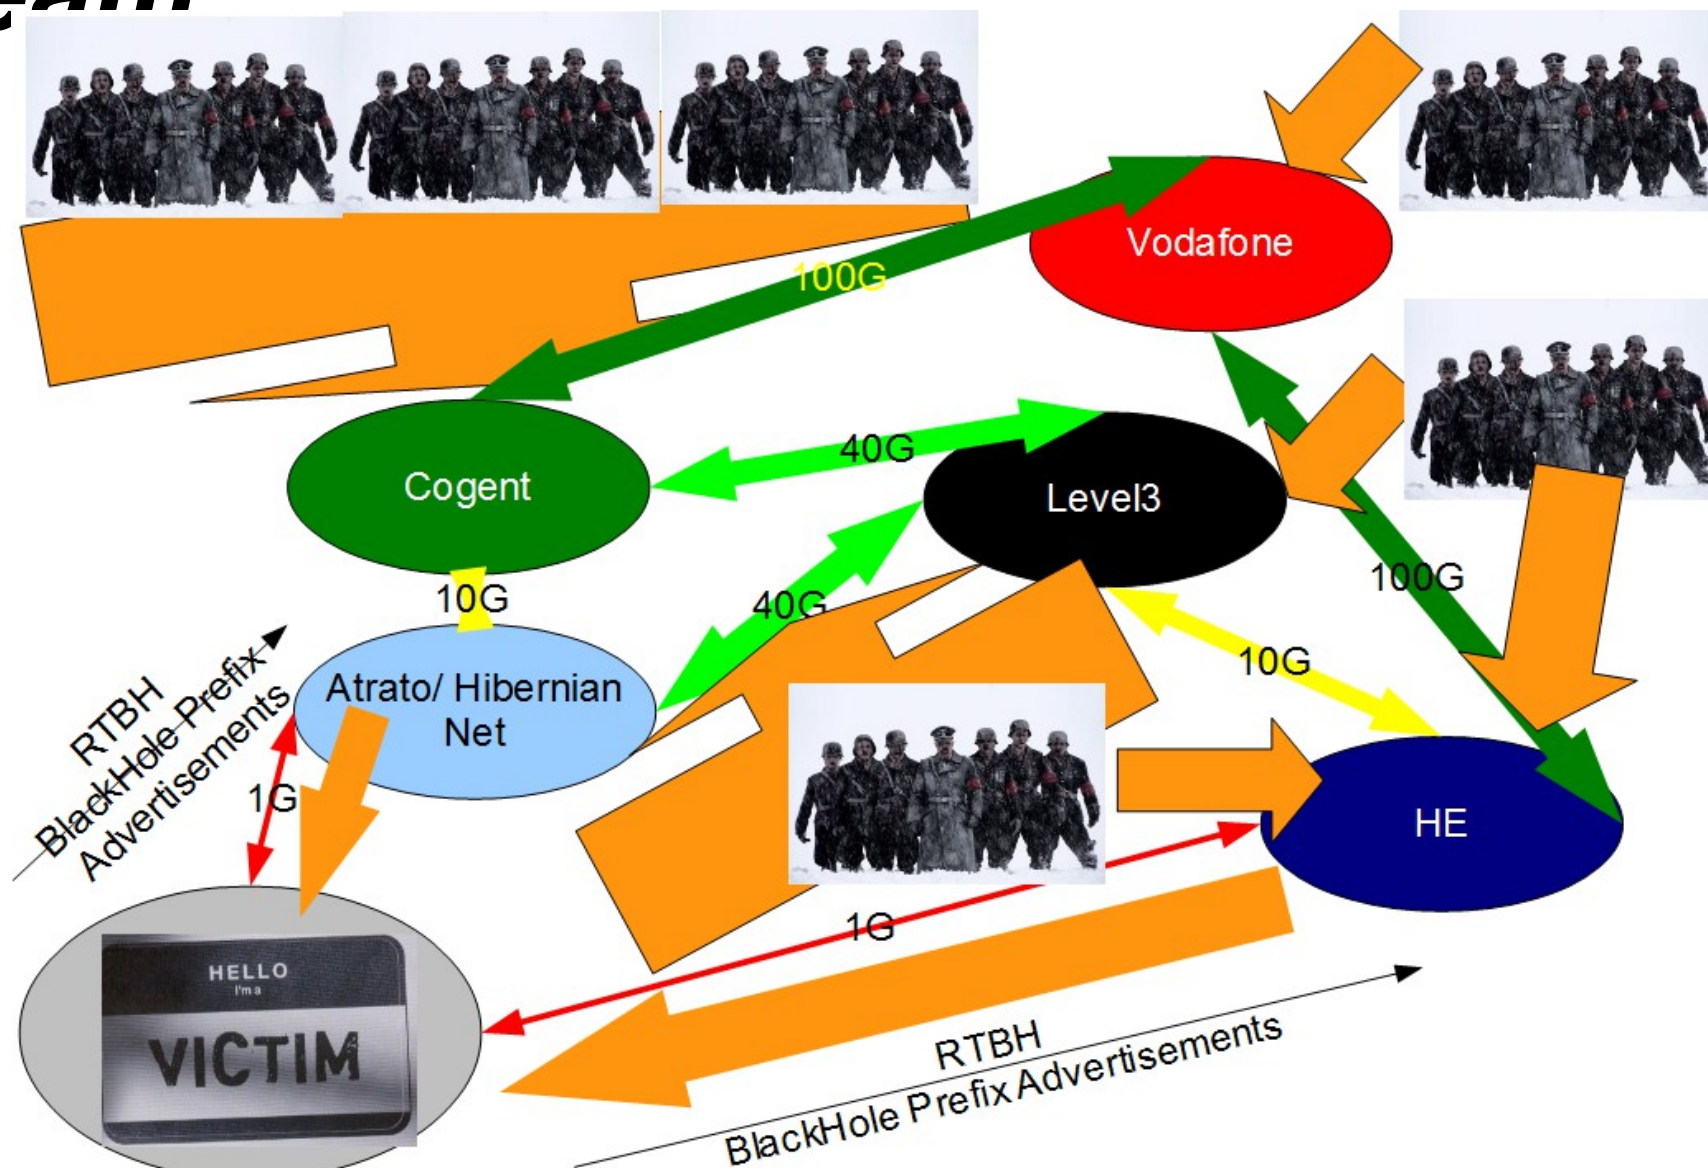 Vodafone
100G
40G
Cogent
Level3
100G
10G
40G
10G
Atrato/ Hibernian
Net
RTBH
BlackHole Prefix
Advertisements
1G
HE
1G
HELLO
I'm a
VICTIM
RTBH
BlackHole Prefix Advertisements